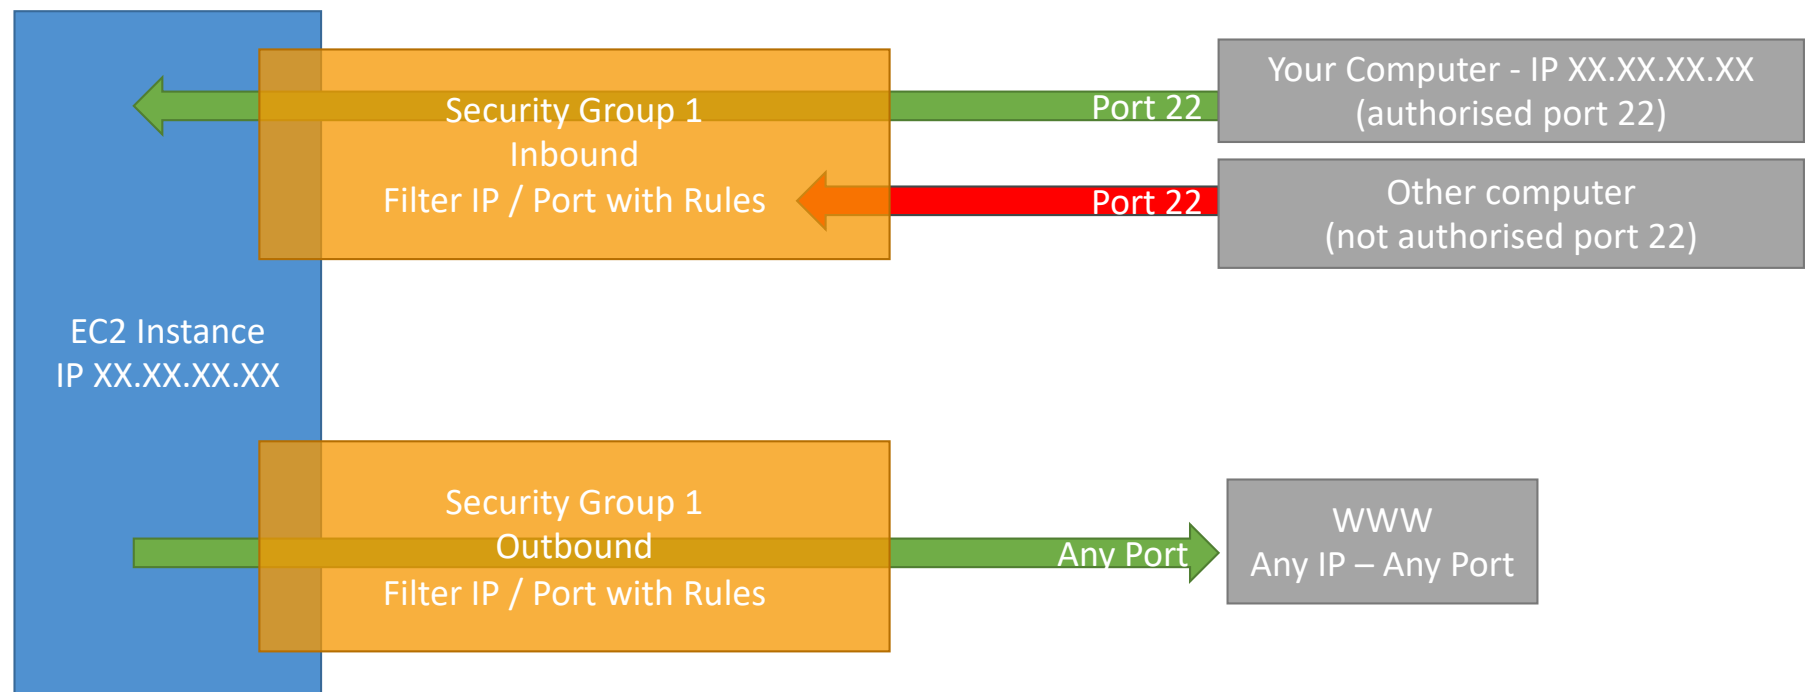 Your Computer - IP XX.XX.XX.XX
(authorised port 22)
Port 22
Security Group 1
Inbound
Filter IP / Port with Rules
Port 22
Other computer
(not authorised port 22)
EC2 Instance
IP XX.XX.XX.XX
Security Group 1
Outbound
Filter IP / Port with Rules
Any Port
WWW
Any IP – Any Port